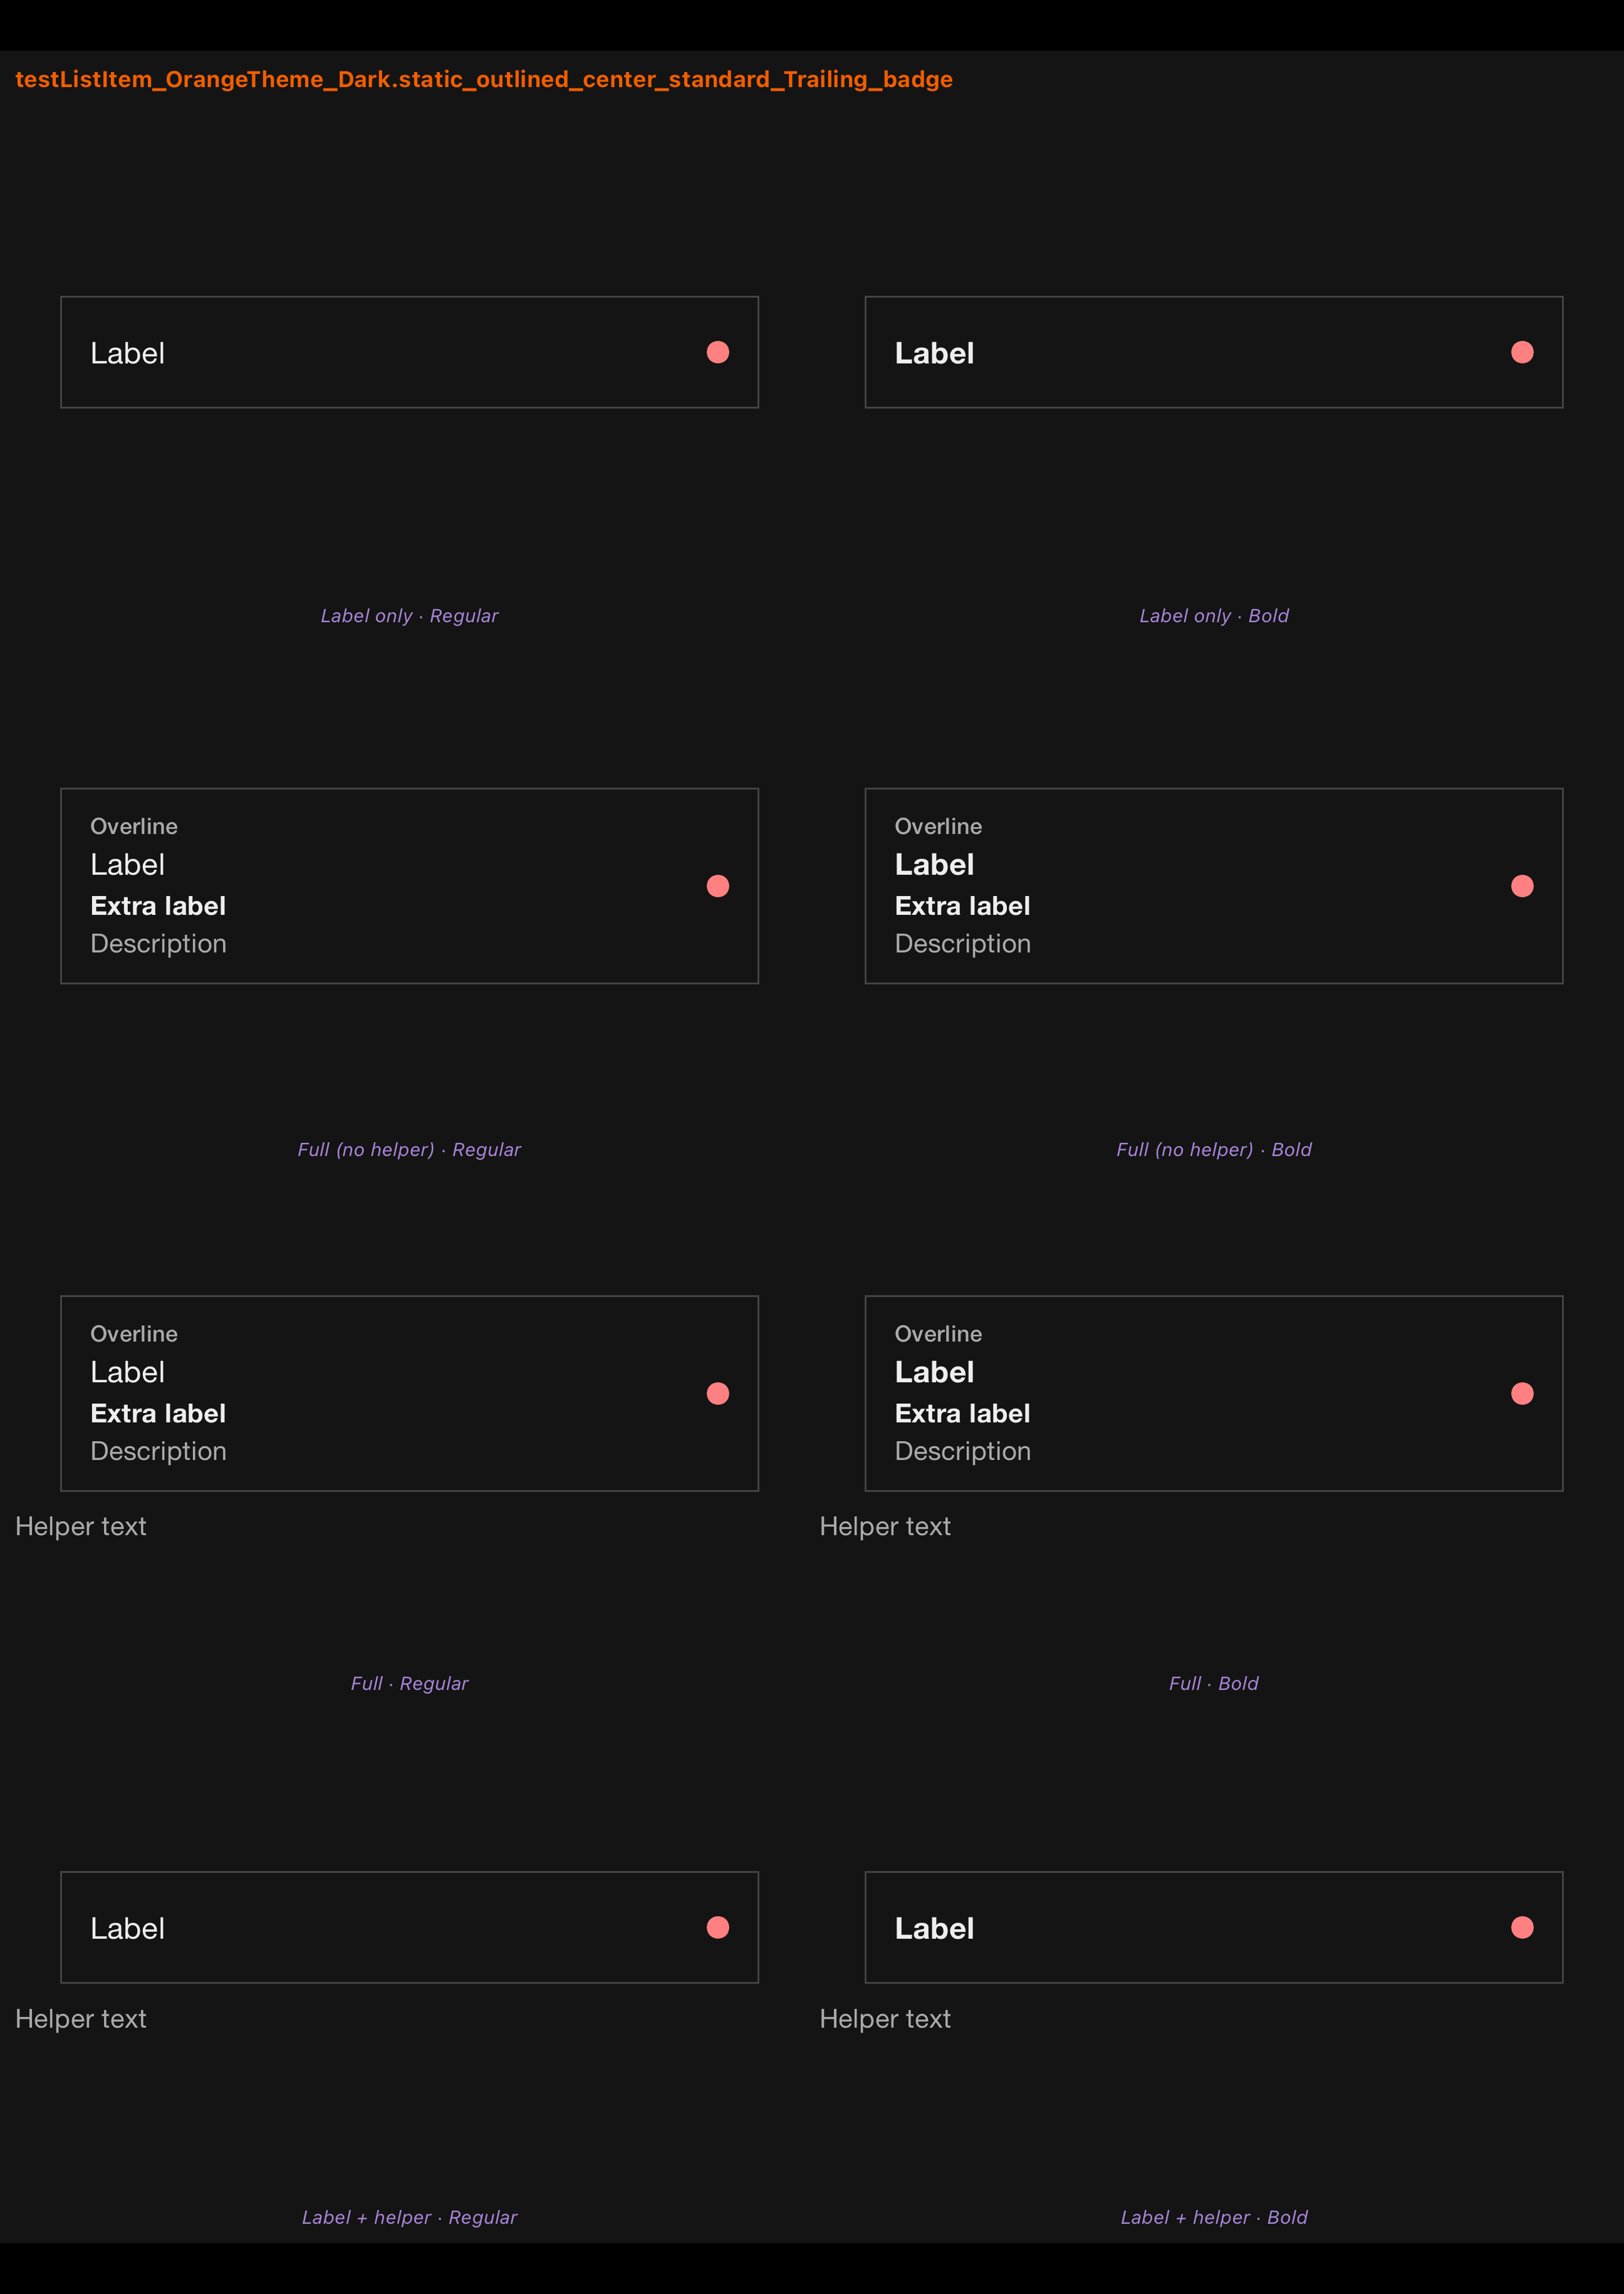 testListItem_OrangeTheme_Dark.static_outlined_center_standard_Trailing_badge
Label
Label
Label only · Regular
Label only · Bold
Overline
Label
Extra label
Description
Overline
Label
Extra label
Description
Full (no helper) · Regular
Full (no helper) · Bold
Overline
Label
Extra label
Description
Helper text
Overline
Label
Extra label
Description
Helper text
Full · Regular
Full · Bold
Label
Helper text
Label
Helper text
Label + helper · Regular
Label + helper · Bold